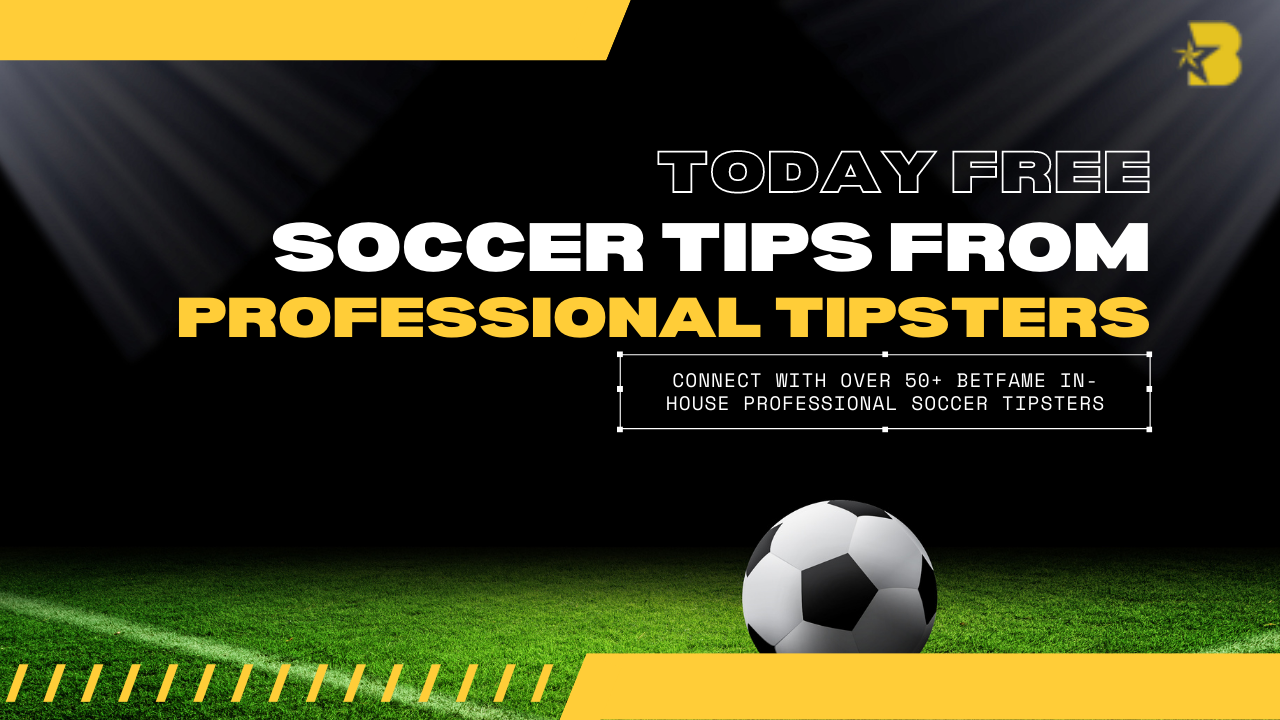 TODAY FREE
SOCCER TIPS FROM
PROFESSIONAL TIPSTERS
CONNECT WITH OVER 50+ BETFAME IN-
HOUSE PROFESSIONAL SOCCER TIPSTERS
B